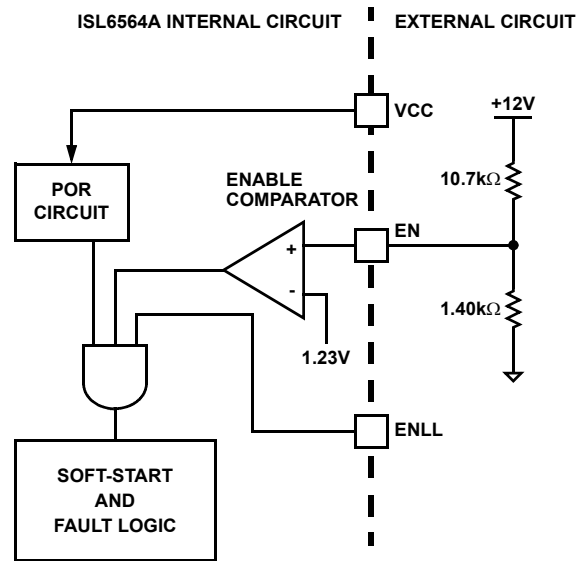 ISL6564A INTERNAL CIRCUIT
EXTERNAL CIRCUIT
VCC
+12V
POR
CIRCUIT
ENABLE
COMPARATOR
10.7kΩ
EN
+
-
1.40kΩ
1.23V
ENLL
SOFT-START
AND
FAULT LOGIC